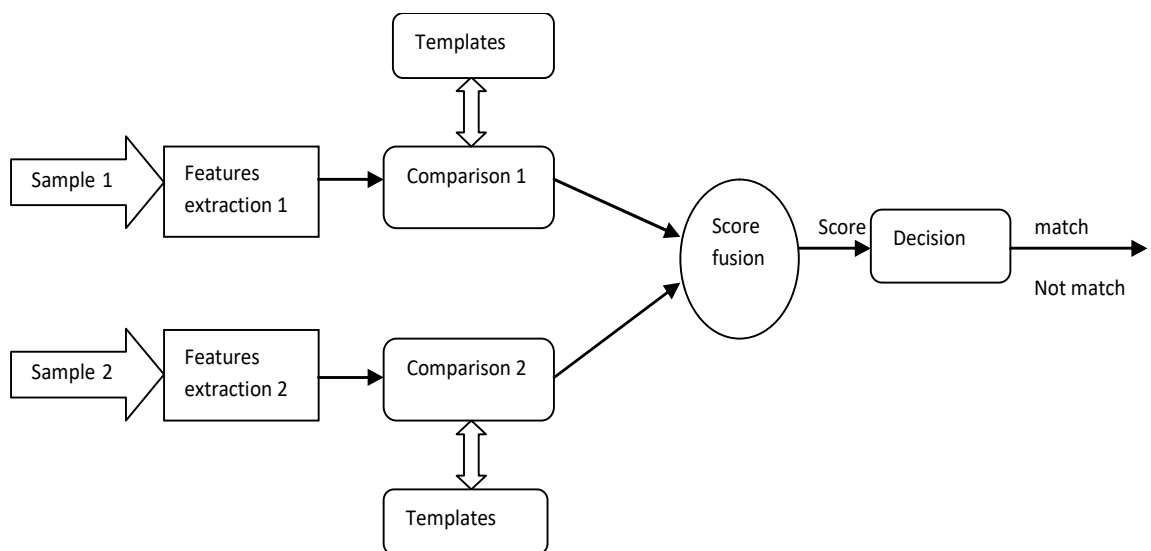 Templates
Sample 1
Features
extraction 1
Comparison 1
Score
fusion
Score
Decision
match
Not match
Sample 2
Features
extraction 2
Comparison 2
Templates